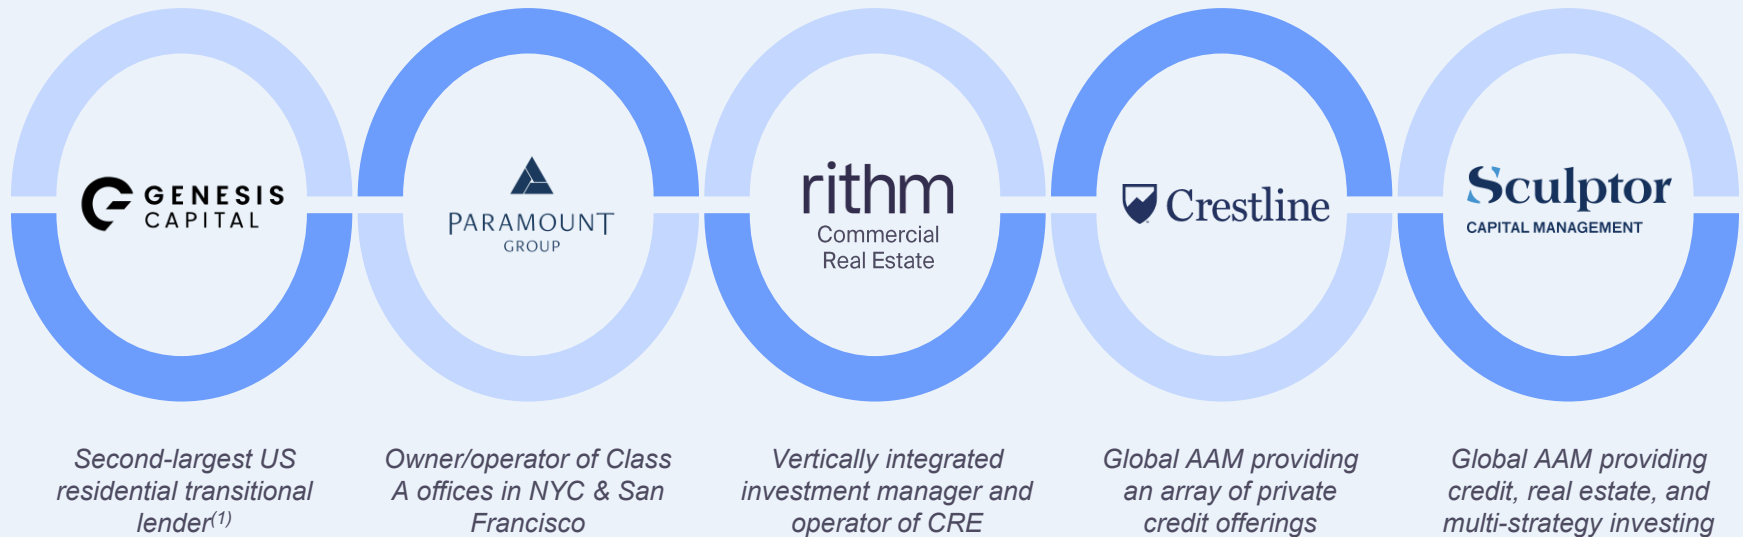 GENESIS
CAPITAL
PARAMOUNT
GROUP
rithm
Commercial
Real Estate
Crestline
Sculptor
CAPITAL MANAGEMENT
Second-largest US
residential transitional
lender(1)
Owner/operator of Class
A offices in NYC & San
Francisco
Vertically integrated
investment manager and
operator of CRE
Global AAM providing
an array of private
credit offerings
Global AAM providing
credit, real estate, and
multi-strategy investing